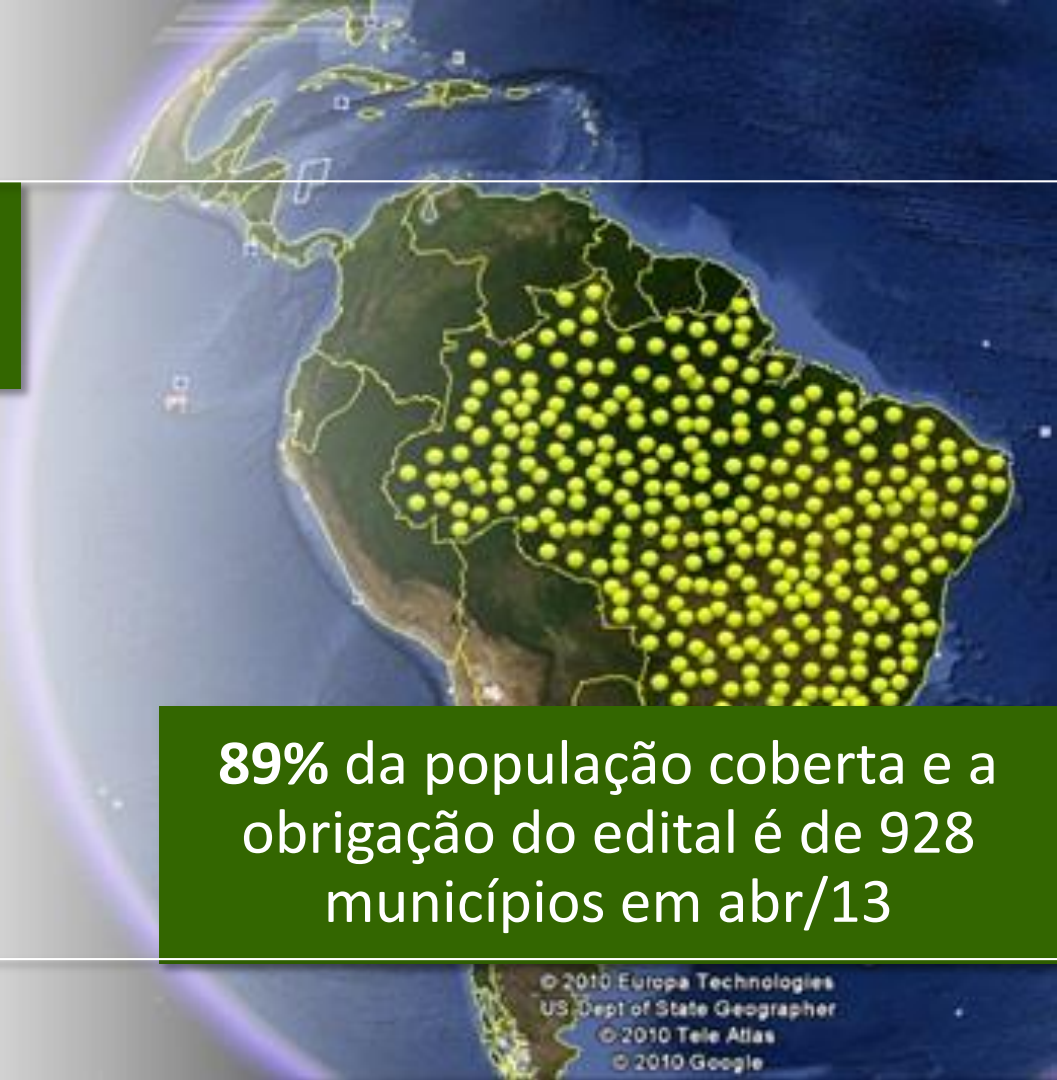 89% da população coberta e a
obrigação do edital é de 928
municípios em abr/13
© 2010 Europa Technologies
US Dept of State Geographer
© 2010 Tele Atlas
© 2010 Google